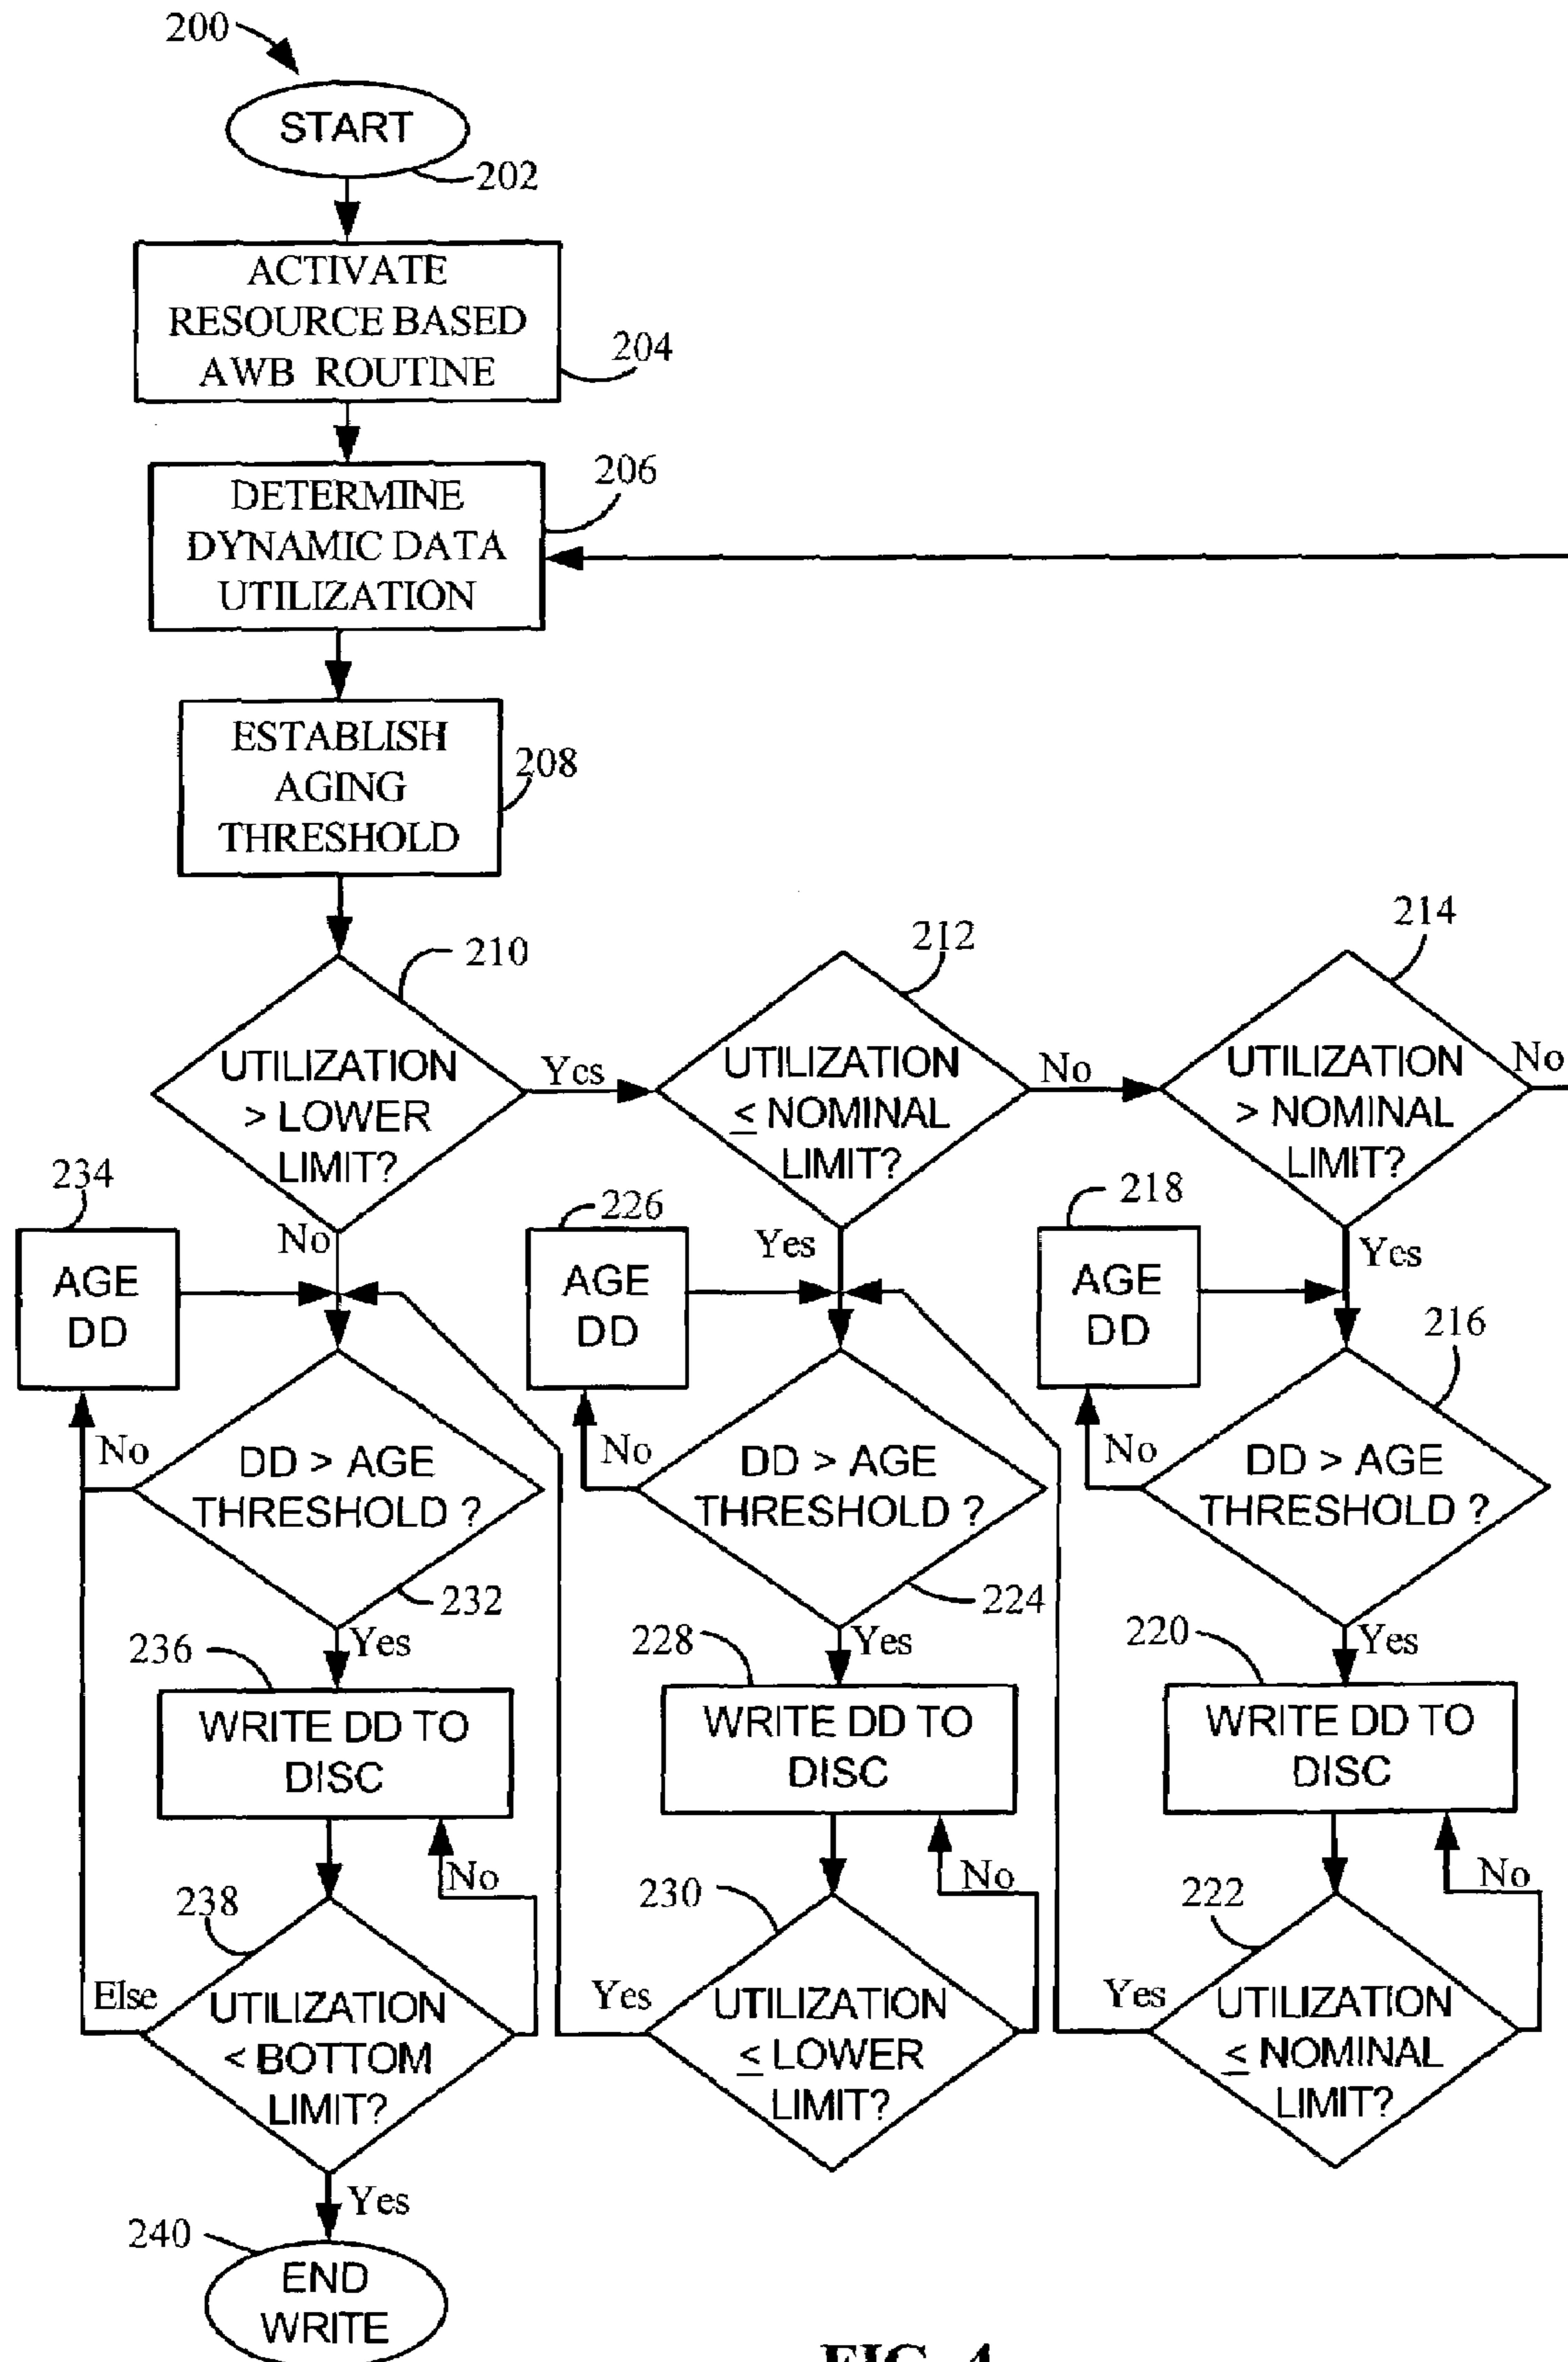 200
START
202
ACTIVATE
RESOURCE BASED
AWB ROUTINE
204
DETERMINE
DYNAMIC DATA
UTILIZATION
206
ESTABLISH
AGING
THRESHOLD
208
210
UTILIZATION
> LOWER
LIMIT?
Yes
No
212
UTILIZATION
≤ NOMINAL
LIMIT?
No
Yes
214
UTILIZATION
> NOMINAL
LIMIT?
No
Yes
234
AGE
DD
226
AGE
DD
218
AGE
DD
No
DD > AGE
THRESHOLD ?
232
Yes
No
DD > AGE
THRESHOLD ?
224
Yes
216
No
DD > AGE
THRESHOLD ?
Yes
236
WRITE DD TO
DISC
228
WRITE DD TO
DISC
220
WRITE DD TO
DISC
238
No
Else
UTILIZATION
< BOTTOM
LIMIT?
Yes
230
No
Yes
UTILIZATION
≤ LOWER
LIMIT?
222
No
Yes
UTILIZATION
≤ NOMINAL
LIMIT?
240
END
WRITE
FIG. 4